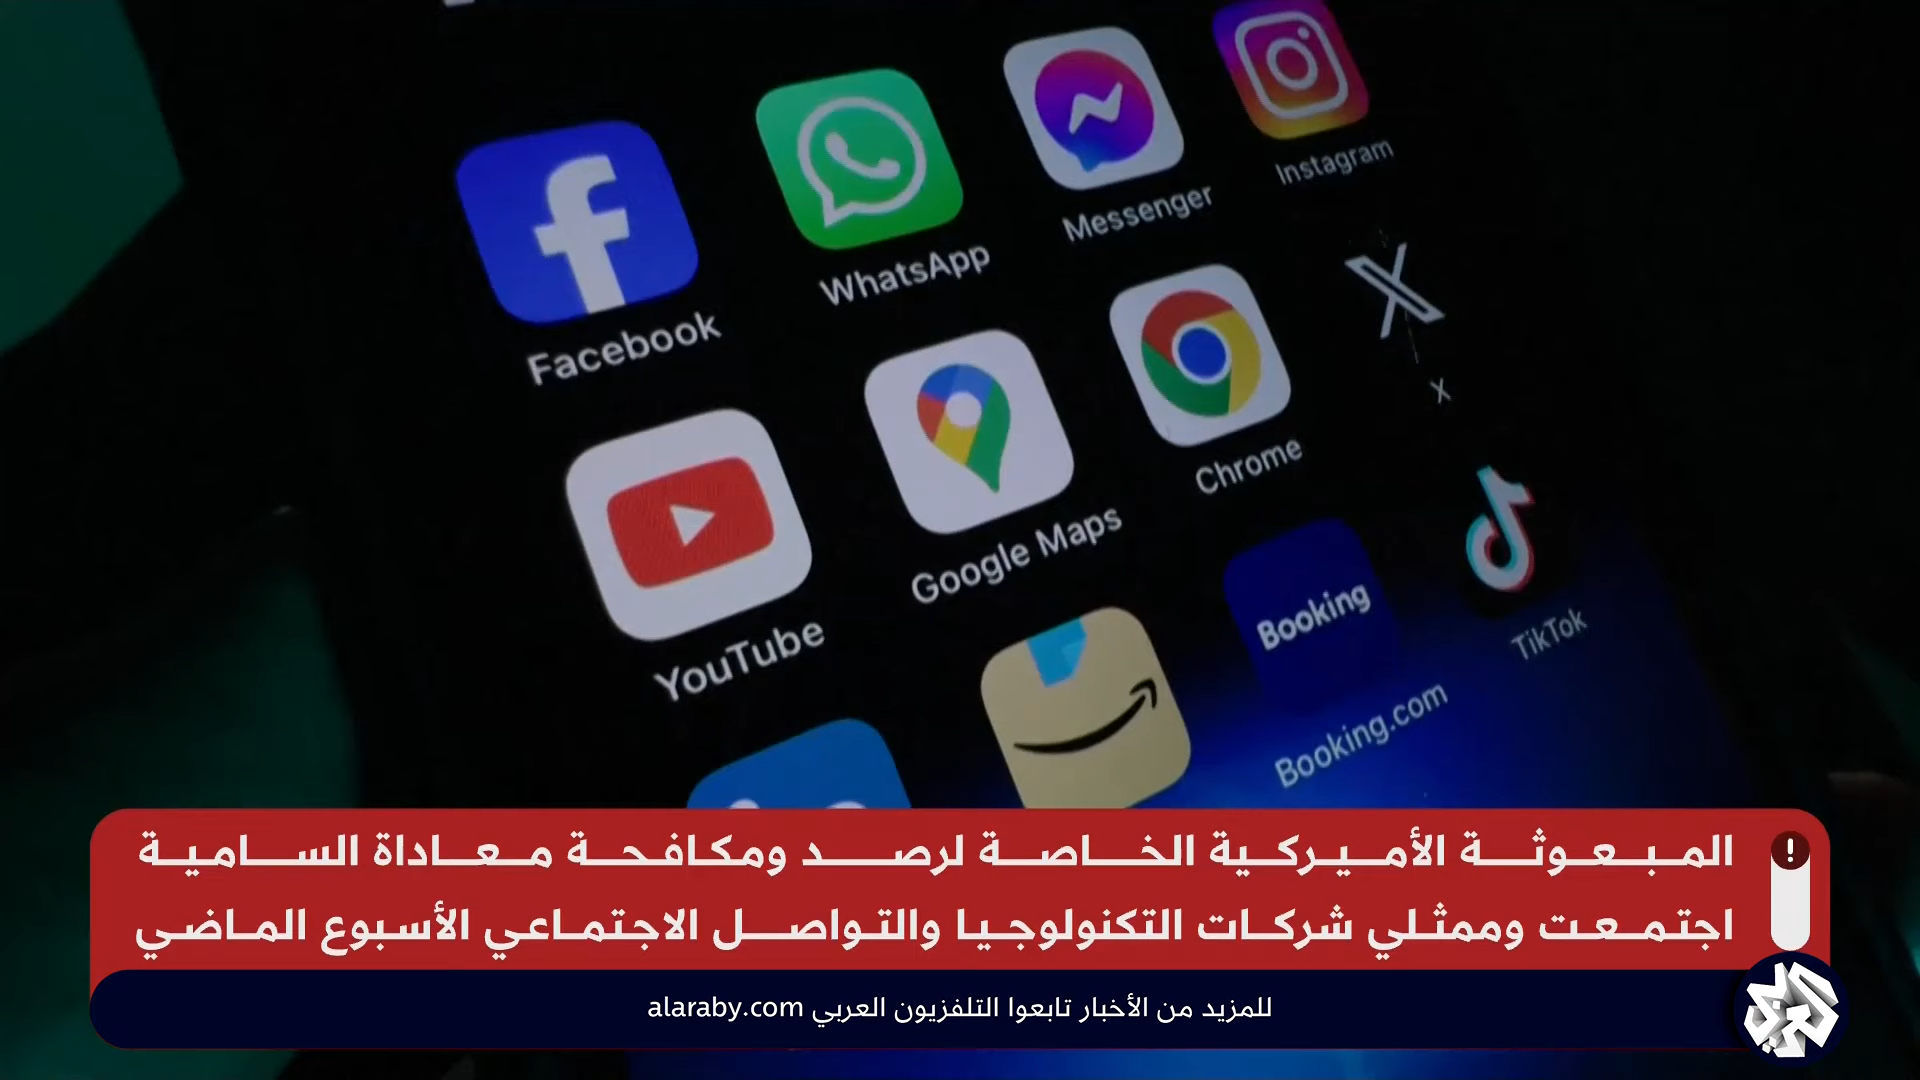 Instagram
Messenger
WhatsApp
Facebook
X
Chrome
Google Maps
YouTube
TikTok
Booking
Booking.com
المبعوثة الأميركية الخاصة لرصد ومكافحة معاداة السامية
اجتمعت وممثلي شركات التكنولوجيا والتواصل الاجتماعي الأسبوع الماضي
للمزيد من الأخبار تابعوا التلفزيون العربي alaraby.com
العربي